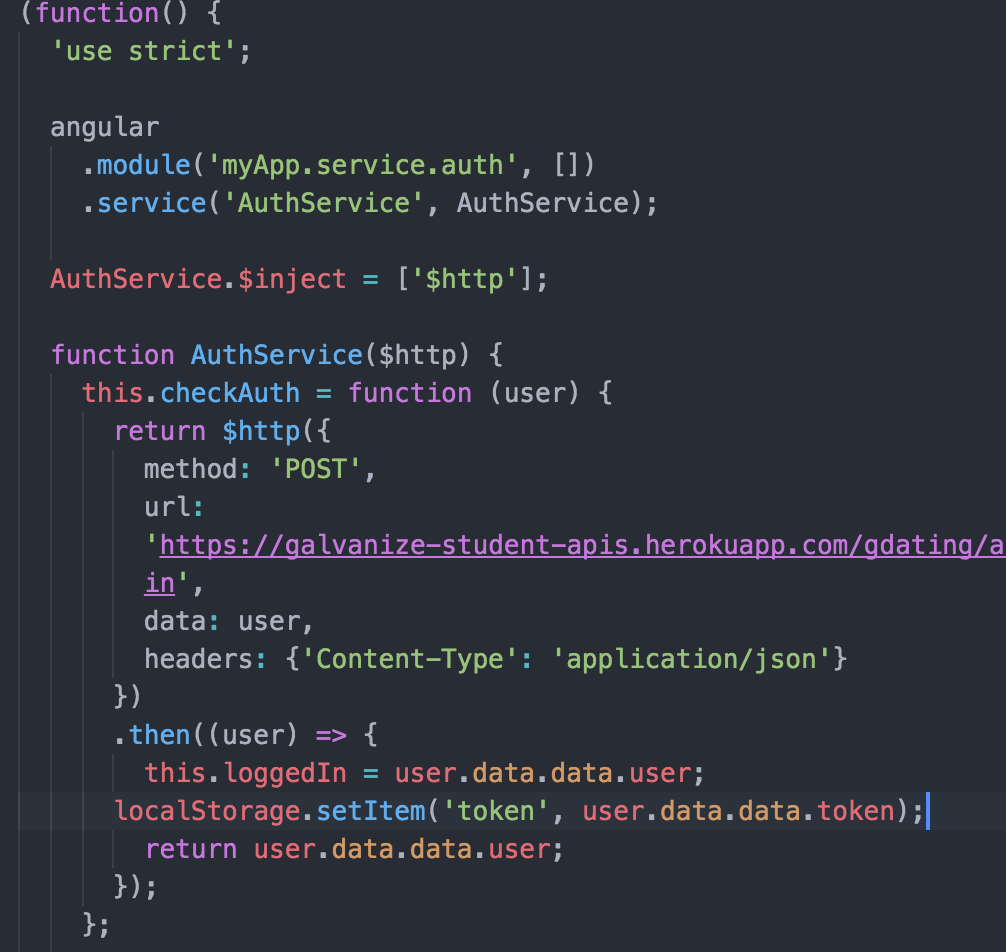 (function() {
  'use strict';

  angular
    .module('myApp.service.auth', [])
    .service('AuthService', AuthService);

  AuthService.$inject = ['$http'];

  function AuthService($http) {
    this.checkAuth = function (user) {
      return $http({
        method: 'POST',
        url:
        'https://galvanize-student-apis.herokuapp.com/gdating/a
        in',
        data: user,
        headers: {'Content-Type': 'application/json'}
      })
      .then((user) => {
        this.loggedIn = user.data.data.user;
      localStorage.setItem('token', user.data.data.token);
        return user.data.data.user;
      });
    };